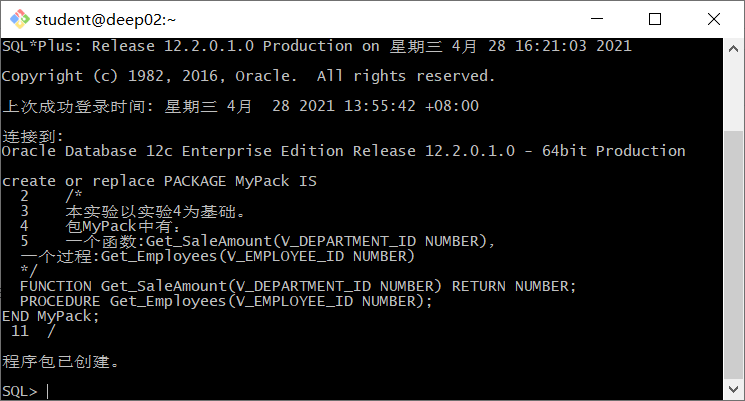 student@deep02:~
SQL*Plus: Release 12.2.0.1.0 Production on 星期三 4月 28 16:21:03 2021
Copyright (c) 1982, 2016, Oracle.  All rights reserved.
上次成功登录时间: 星期三 4月  28 2021 13:55:42 +08:00
连接到:
Oracle Database 12c Enterprise Edition Release 12.2.0.1.0 - 64bit Production
create or replace PACKAGE MyPack IS
  2    /*
  3    本实验以实验4为基础。
  4    包MyPack中有:
  5    一个函数:Get_SaleAmount(V_DEPARTMENT_ID NUMBER),
  一个过程:Get_Employees(V_EMPLOYEE_ID NUMBER)
  */
  FUNCTION Get_SaleAmount(V_DEPARTMENT_ID NUMBER) RETURN NUMBER;
  PROCEDURE Get_Employees(V_EMPLOYEE_ID NUMBER);
END MyPack;
 11  /
程序包已创建。
SQL>